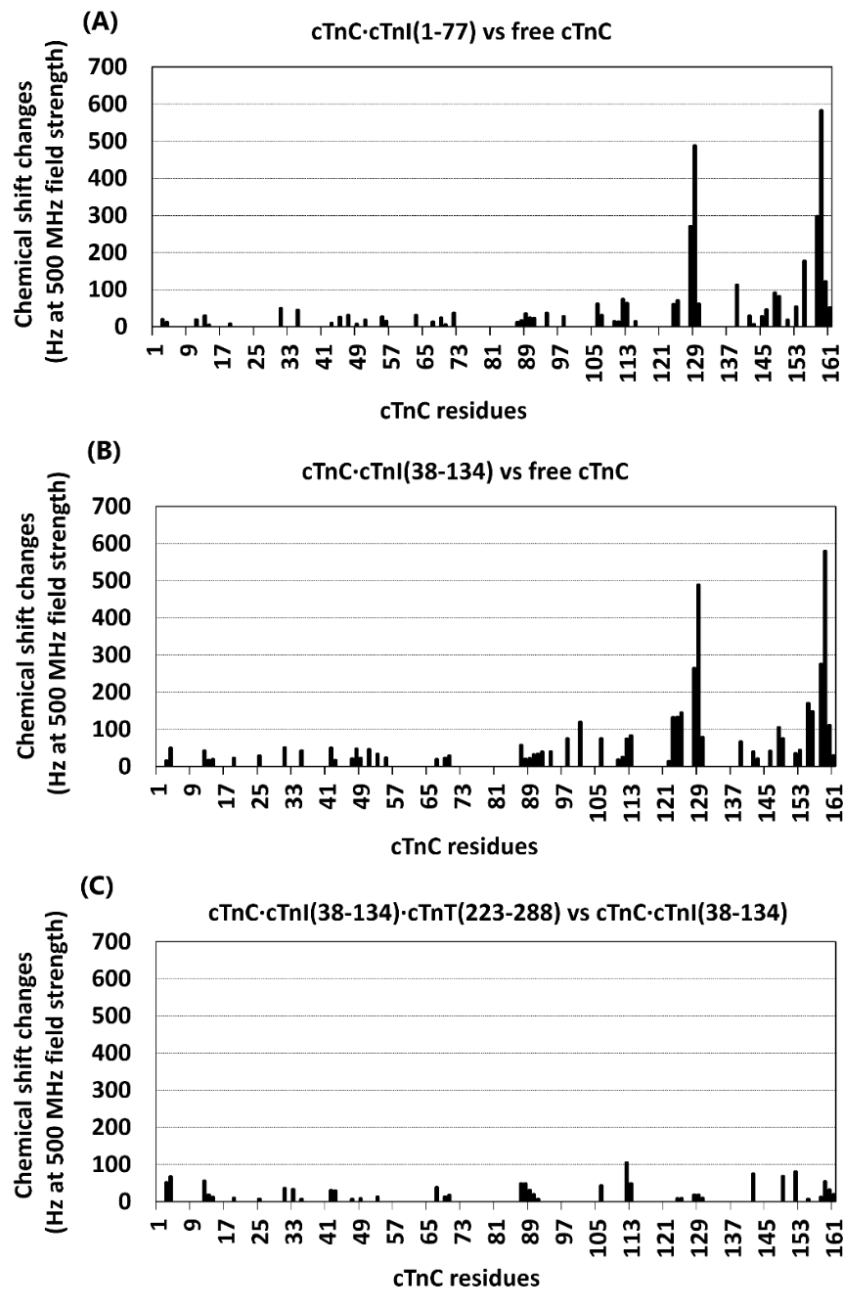 (A)
cTnC·cTnI(1-77) vs free cTnC
Chemical shift changes
(Hz at 500 MHz field strength)
700
600
500
400
300
200
100
0
1 9 17 25 33 41 49 57 65 73 81 89 97 105 113 121 129 137 145 153 161
cTnC residues
(B)
cTnC·cTnI(38-134) vs free cTnC
Chemical shift changes
(Hz at 500 MHz field strength)
700
600
500
400
300
200
100
0
1 9 17 25 33 41 49 57 65 73 81 89 97 105 113 121 129 137 145 153 161
cTnC residues
(C)
cTnC·cTnI(38-134)·cTnT(223-288) vs cTnC·cTnI(38-134)
Chemical shift changes
(Hz at 500 MHz field strength)
700
600
500
400
300
200
100
0
1 9 17 25 33 41 49 57 65 73 81 89 97 105 113 121 129 137 145 153 161
cTnC residues